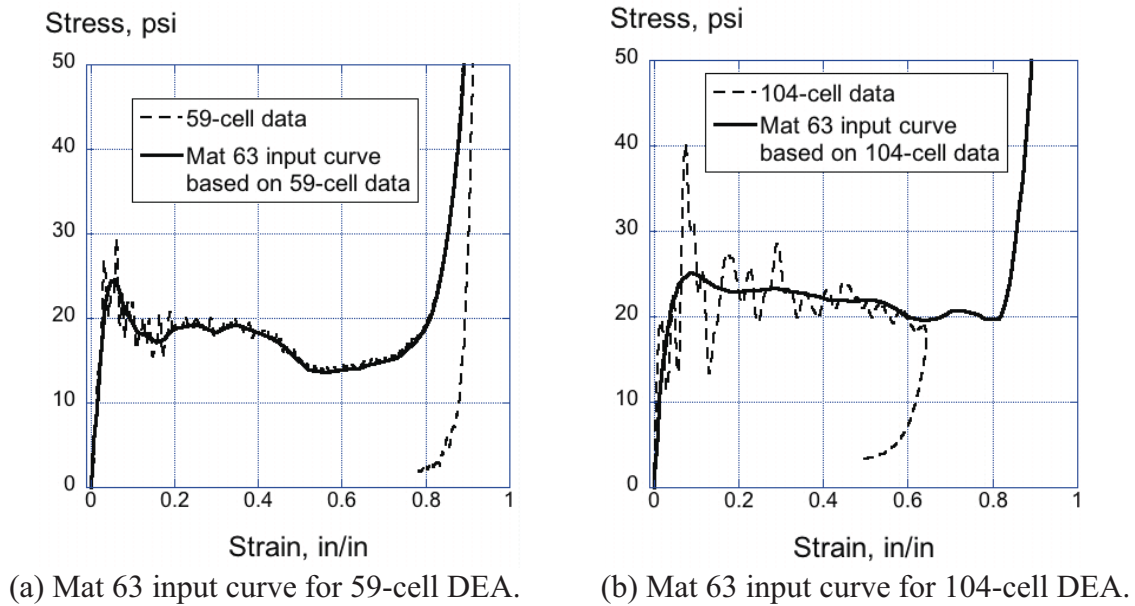 Stress, psi
50
40
30
20
10
0
59-cell data
Mat 63 input curve
based on 59-cell data
0 0.2 0.4 0.6 0.8 1
Strain, in/in
(a) Mat 63 input curve for 59-cell DEA.
Stress, psi
50
40
30
20
10
0
104-cell data
Mat 63 input curve
based on 104-cell data
0 0.2 0.4 0.6 0.8 1
Strain, in/in
(b) Mat 63 input curve for 104-cell DEA.